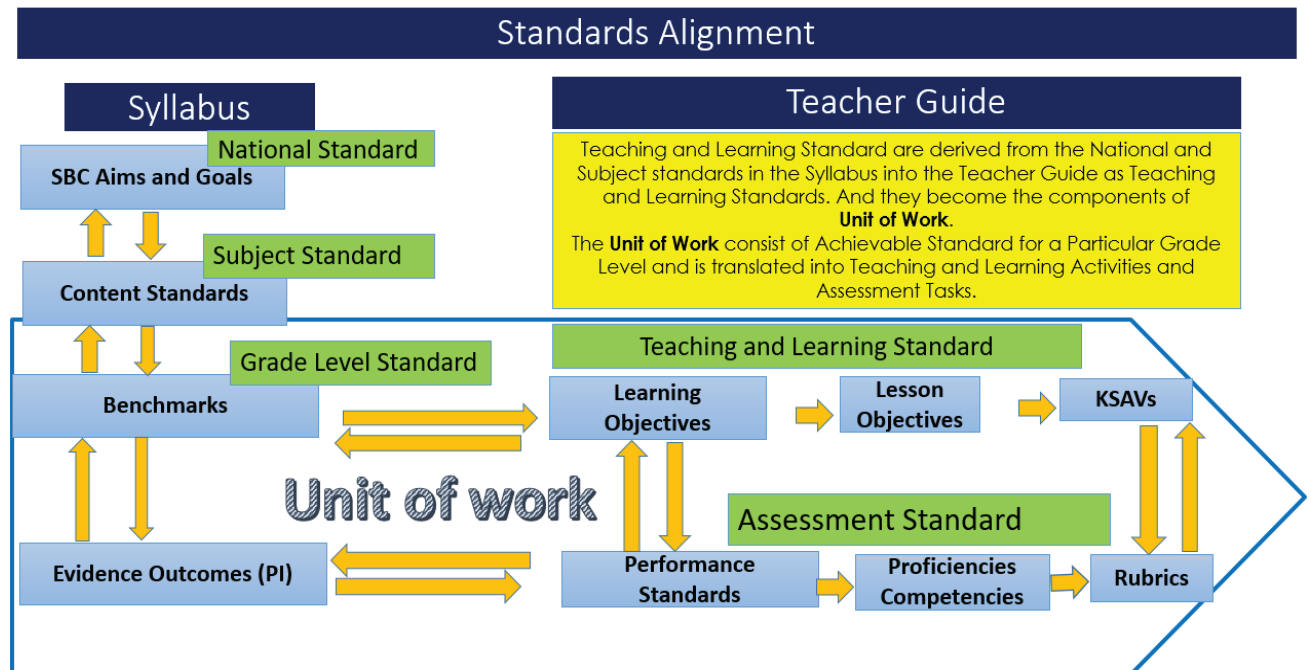 Standards Alignment
Syllabus
National Standard
SBC Aims and Goals
Subject Standard
Content Standards
Grade Level Standard
Benchmarks
Evidence Outcomes (PI)
Unit of work
Teacher Guide
Teaching and Learning Standard are derived from the National and
Subject standards in the Syllabus into the Teacher Guide as Teaching
and Learning Standards. And they become the components of
Unit of Work.
The Unit of Work consist of Achievable Standard for a Particular Grade
Level and is translated into Teaching and Learning Activities and
Assessment Tasks.
Teaching and Learning Standard
Learning
Objectives
Lesson
Objectives
KSAVs
Assessment Standard
Performance
Standards
Proficiencies
Competencies
Rubrics